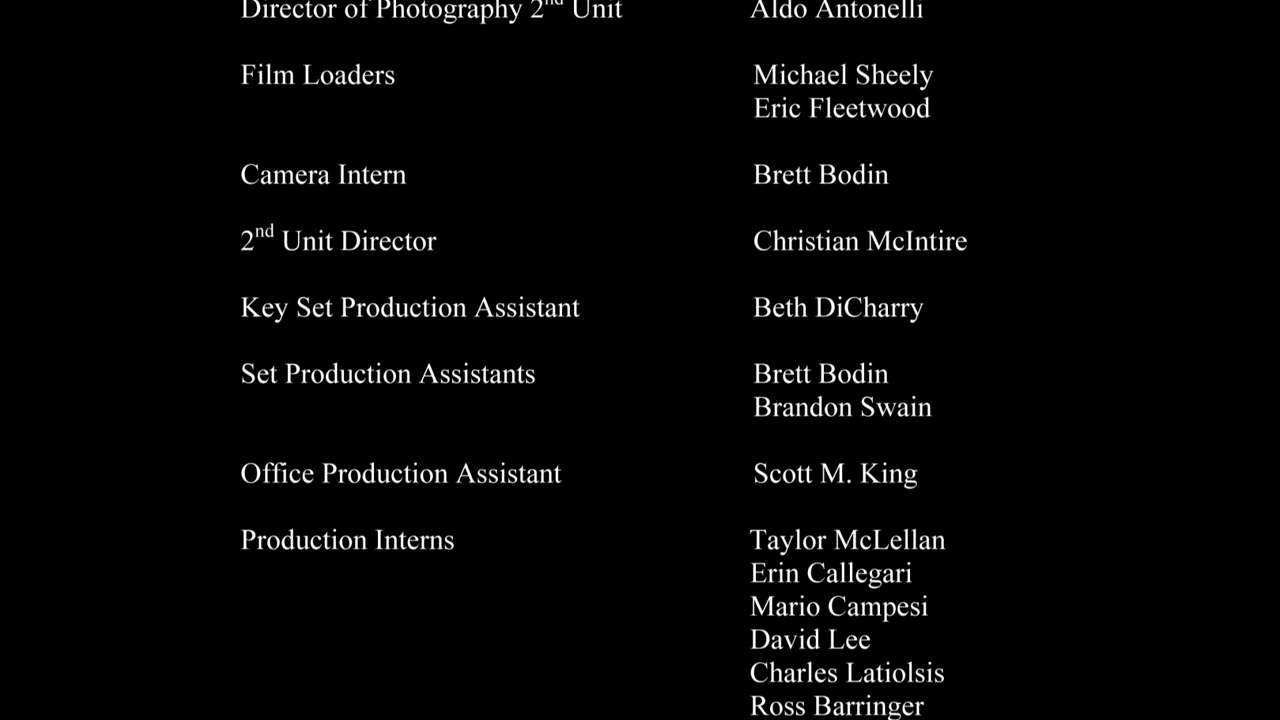 Director of Photography 2nd Unit Aldo Antonelli
Film Loaders Michael Sheely
Eric Fleetwood
Camera Intern Brett Bodin
2nd Unit Director Christian McIntire
Key Set Production Assistant Beth DiCharry
Set Production Assistants Brett Bodin
Brandon Swain
Office Production Assistant Scott M. King
Production Interns Taylor McLellan
Erin Callegari
Mario Campesi
David Lee
Charles Latiolsis
Ross Barringer